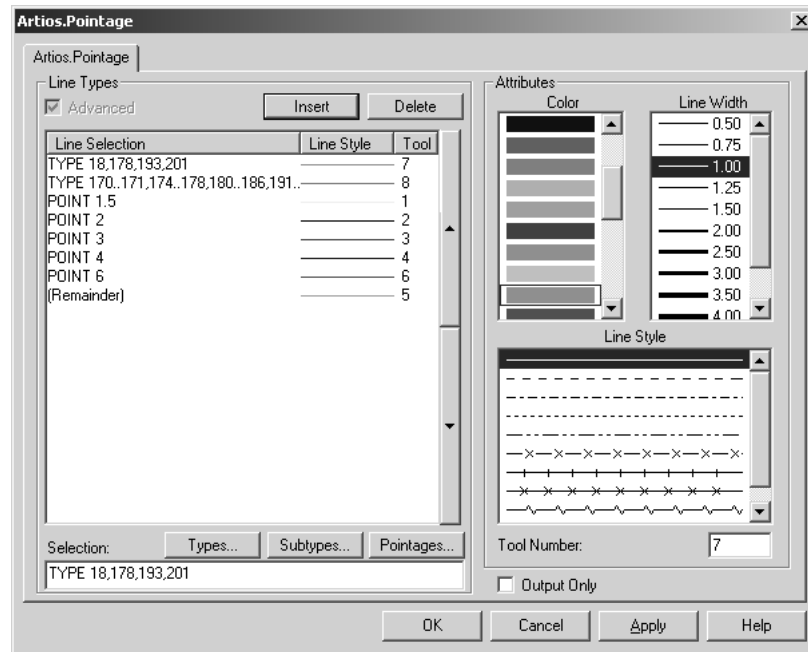 Artios.Pointage
Artios.Pointage
Line Types
Advanced
Insert
Delete
Line Selection Line Style Tool
TYPE 18,178,193,201 7
TYPE 170..171,174..178,180..186,191.. 8
POINT 1.5 1
POINT 2 2
POINT 3 3
POINT 4 4
POINT 6 6
(Remainder) 5
Selection:
Types...
Subtypes...
Pointages...
TYPE 18,178,193,201
Attributes
Color
Line Width
0.50
0.75
1.00
1.25
1.50
2.00
2.50
3.00
3.50
4.00
Line Style
Tool Number: 7
Output Only
OK
Cancel
Apply
Help